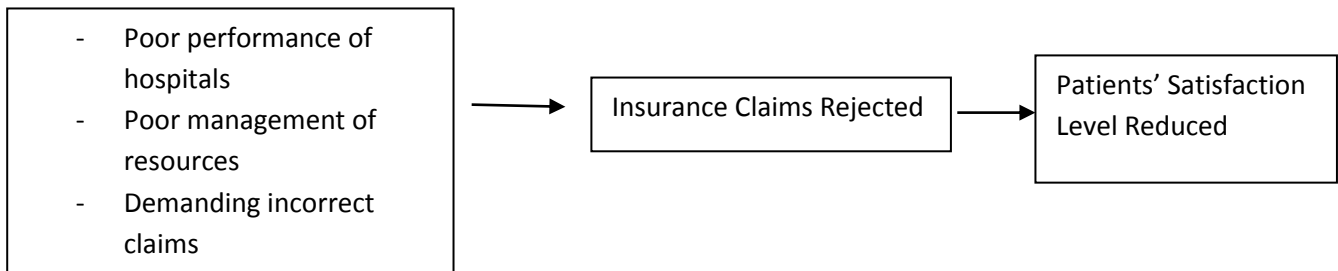 - Poor performance of
hospitals
- Poor management of
resources
- Demanding incorrect
claims
Insurance Claims Rejected
Patients’ Satisfaction
Level Reduced